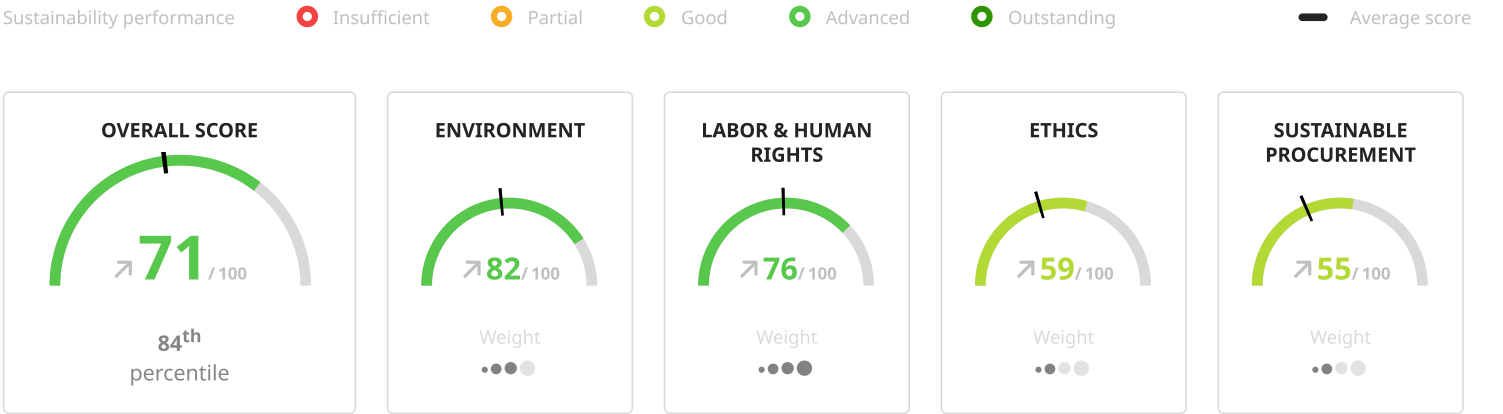 Sustainability performance Insufficient Partial Good Advanced Outstanding Average score
OVERALL SCORE
71/ 100
84th
percentile
ENVIRONMENT
82/ 100
Weight
LABOR & HUMAN
RIGHTS
76/ 100
Weight
ETHICS
59/ 100
Weight
SUSTAINABLE
PROCUREMENT
55/ 100
Weight